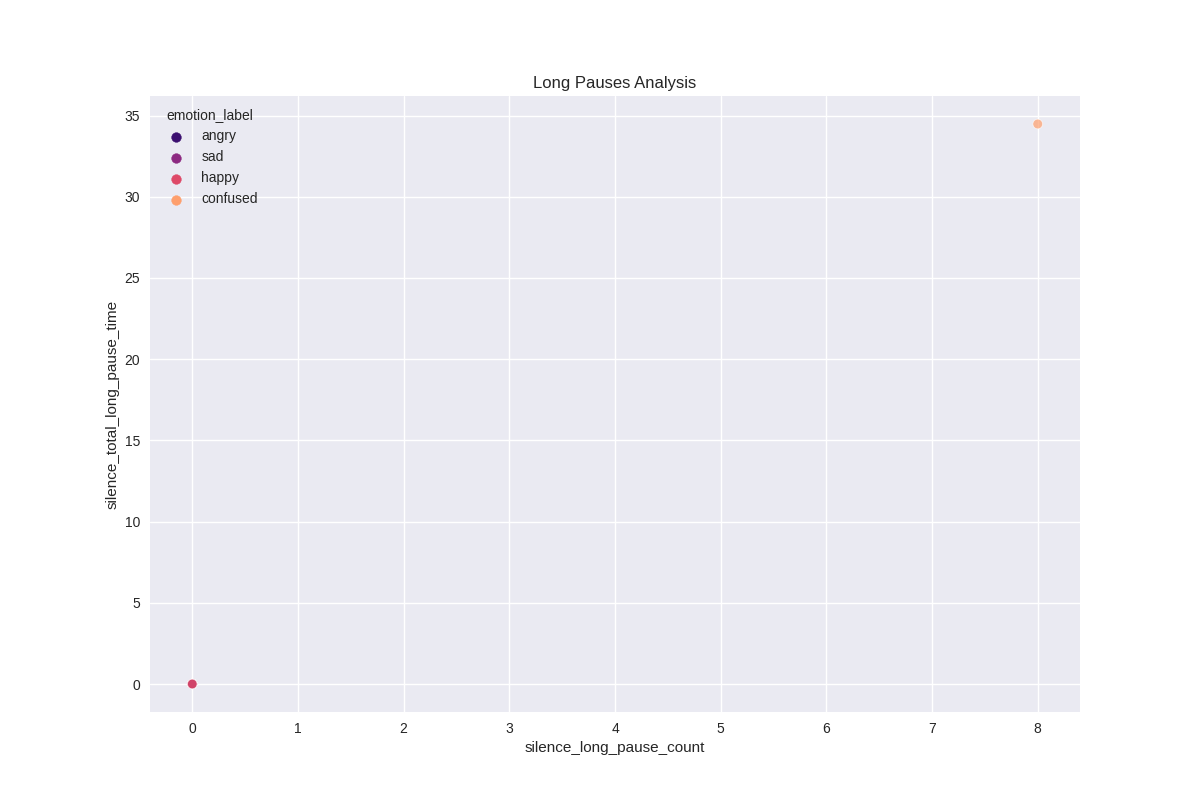 Long Pauses Analysis
emotion_label
angry
sad
happy
confused
35
30
25
20
15
10
5
0
silence_total_long_pause_time
0 1 2 3 4 5 6 7 8
silence_long_pause_count